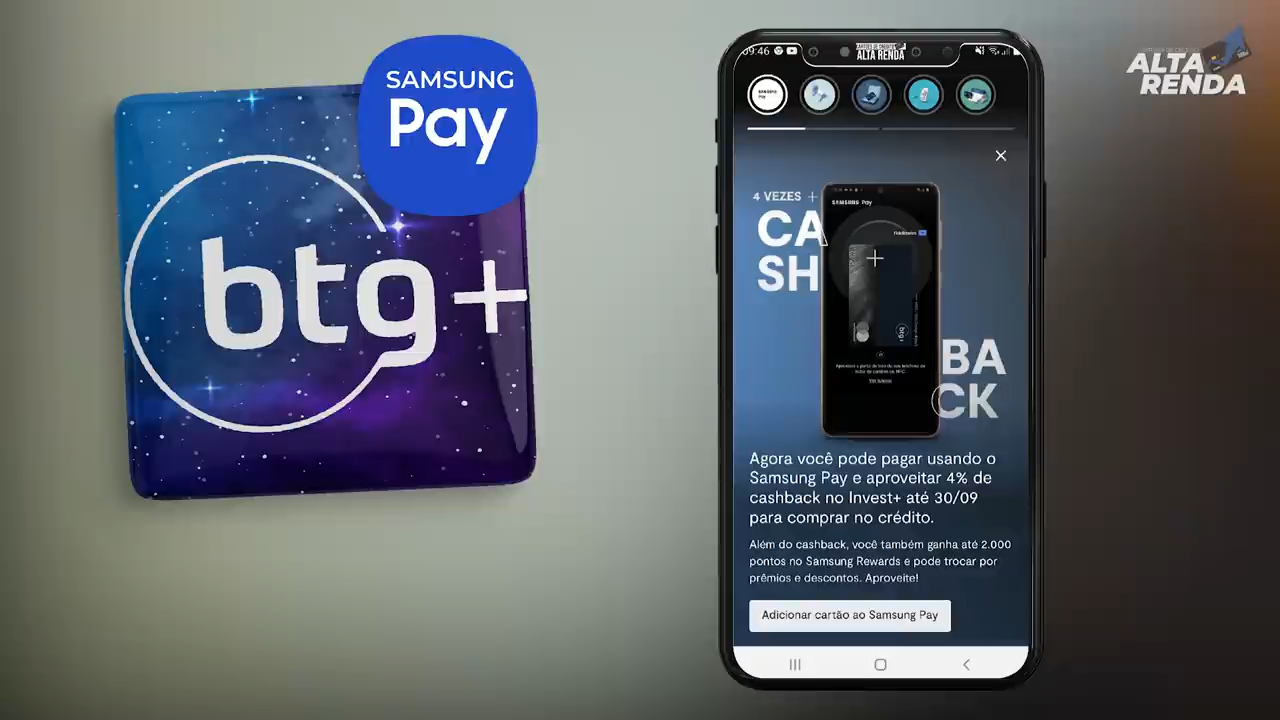 SAMSUNG
Pay
btg+
09:46
ALTA RENDA
ALTA
RENDA
SAMSUNG
Pay
4 VEZES +
CA
SH
SAMSUNG Pay
btg+
BA
CK
Agora você pode pagar usando o
Samsung Pay e aproveitar 4% de
cashback no Invest+ até 30/09
para comprar no crédito.
Além do cashback, você também ganha até 2.000
pontos no Samsung Rewards e pode trocar por
prêmios e descontos. Aproveite!
Adicionar cartão ao Samsung Pay